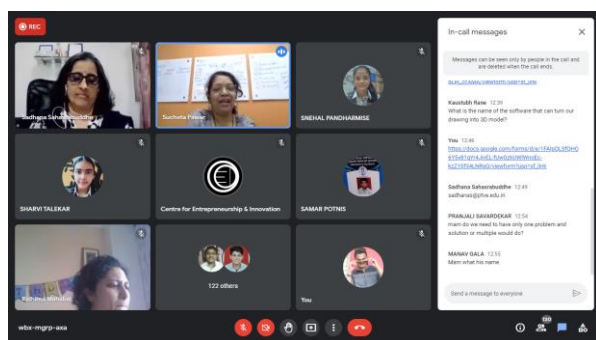 REC
Sadhana Sahasrabuddhe
Sucheta Pawar
SNEHAL PANDHARMISE
SHARVI TALEKAR
Centre for Entrepreneurship & Innovation
SAMAR POTNIS
122 others
You
wbx-mgrp-axa
In-call messages
Messages can be seen only by people in the call and
are deleted when the call ends.
Kaustubh Rane 12:39
What is the name of the software that can turn our
drawing into 3D model?
You 12:46
Sadhana Sahasrabuddhe 12:49
sadhanas@phve.edu.in
PRANJALI SAVARDEKAR 12:54
mam do we need to have only one problem and
solution or multiple would do?
MANAV GALA 12:55
Mam what his name
Send a message to everyone
130